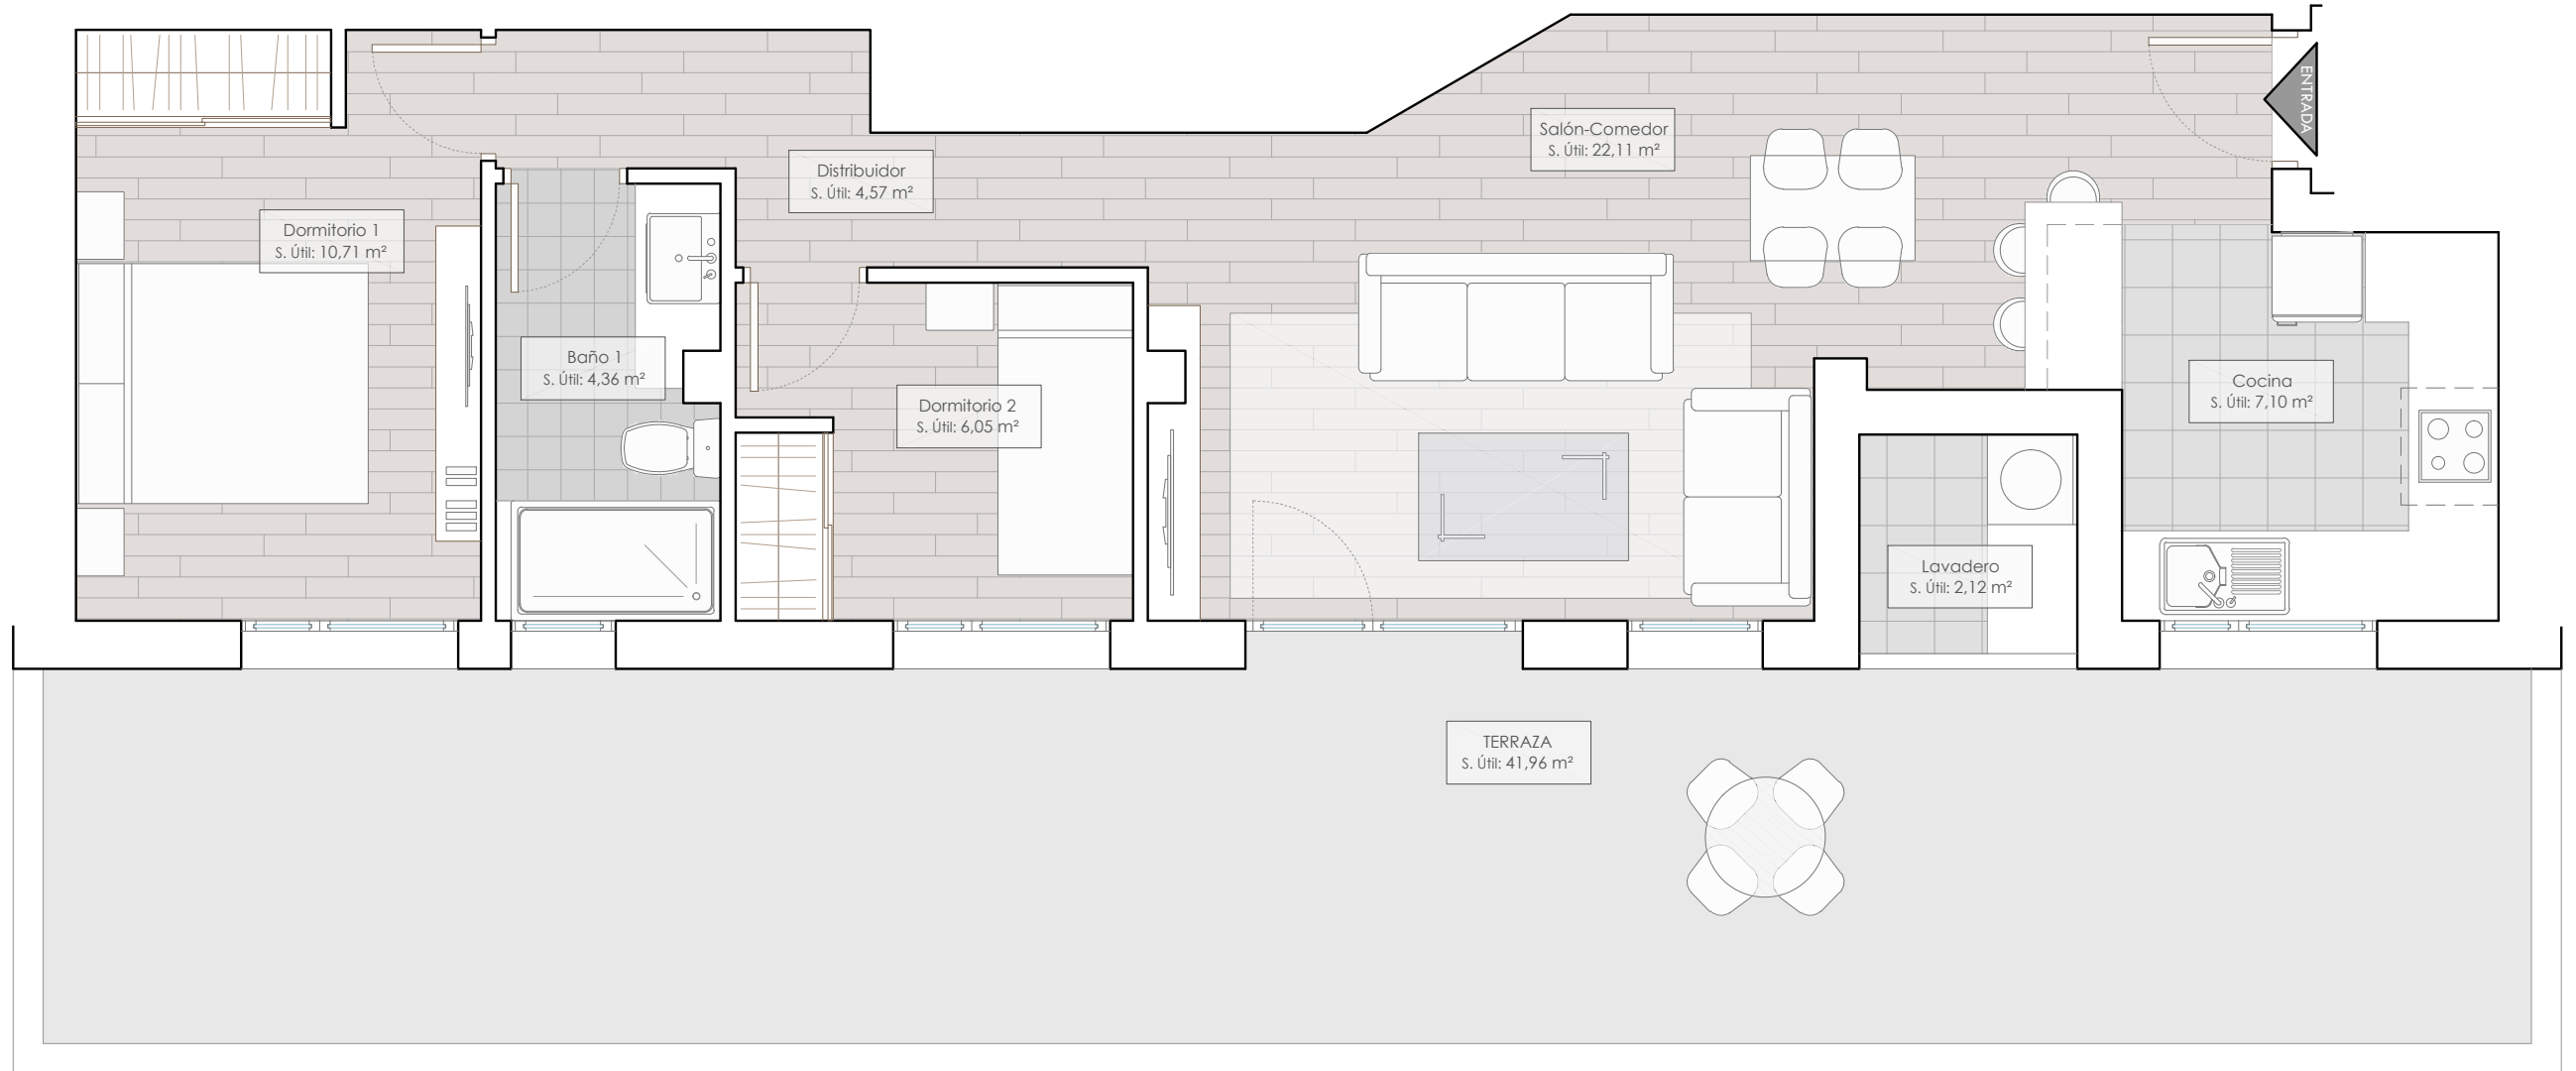 ENTRADA
Salón-Comedor
S. Útil: 22,11 m²
Distribuidor
S. Útil: 4,57 m²
Dormitorio 1
S. Útil: 10,71 m²
Baño 1
S. Útil: 4,36 m²
Dormitorio 2
S. Útil: 6,05 m²
Cocina
S. Útil: 7,10 m²
Lavadero
S. Útil: 2,12 m²
TERRAZA
S. Útil: 41,96 m²